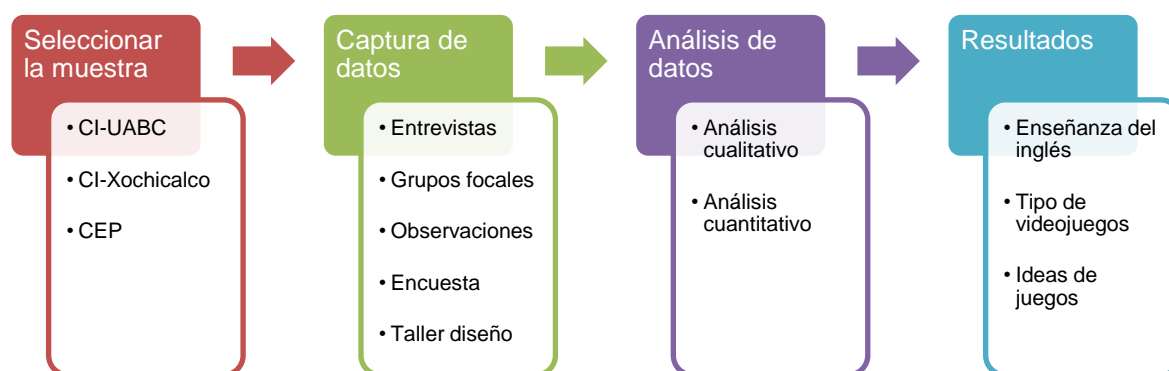 Seleccionar
la muestra
• CI-UABC
• CI-Xochicalco
• CEP
Captura de
datos
• Entrevistas
• Grupos focales
• Observaciones
• Encuesta
• Taller diseño
Análisis de
datos
• Análisis
cualitativo
• Análisis
cuantitativo
Resultados
• Enseñanza del
inglés
• Tipo de
videojuegos
• Ideas de
juegos